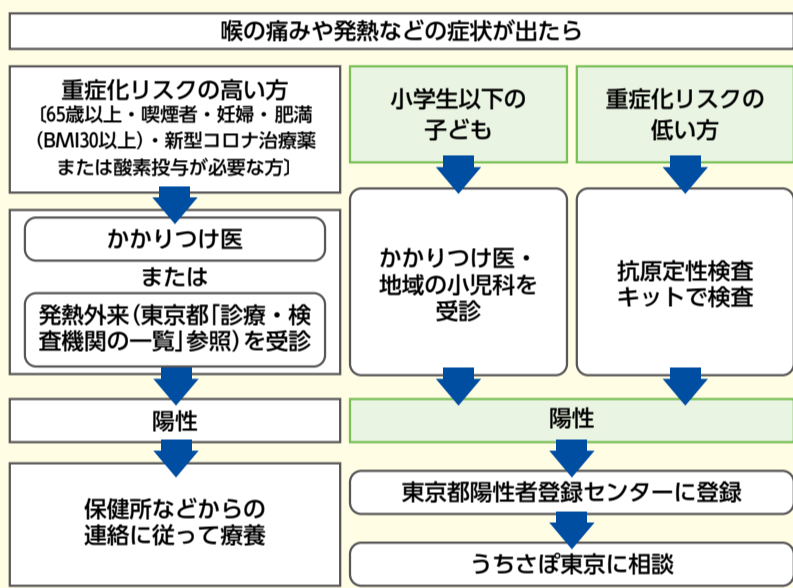 喉の痛みや発熱などの症状が出たら
重症化リスクの高い方
〔65歳以上・喫煙者・妊婦・肥満
(BMI30以上)・新型コロナ治療薬
または酸素投与が必要な方〕
かかりつけ医
または
発熱外来(東京都「診療・検
査機関の一覧」参照)を受診
陽性
保健所などからの
連絡に従って療養
小学生以下の
子ども
かかりつけ医・
地域の小児科を
受診
重症化リスクの
低い方
抗原定性検査
キットで検査
陽性
東京都陽性者登録センターに登録
うちさぽ東京に相談